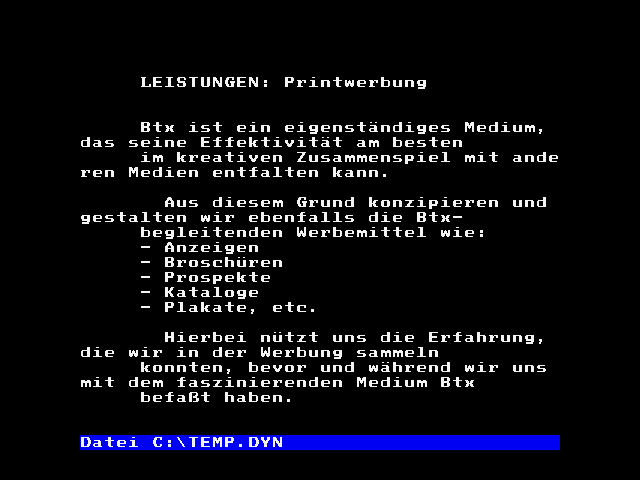 LEISTUNGEN: Printwerbung
Btx ist ein eigenständiges Medium,
das seine Effektivität am besten
im kreativen Zusammenspiel mit ande
ren Medien entfalten kann.
Aus diesem Grund konzipieren und
gestalten wir ebenfalls die Btx-
begleitenden Werbemittel wie:
- Anzeigen
- Broschüren
- Prospekte
- Kataloge
- Plakate, etc.
Hierbei nützt uns die Erfahrung,
die wir in der Werbung sammeln
konnten, bevor und während wir uns
mit dem faszinierenden Medium Btx
befaßt haben.
Datei C:\TEMP.DYN